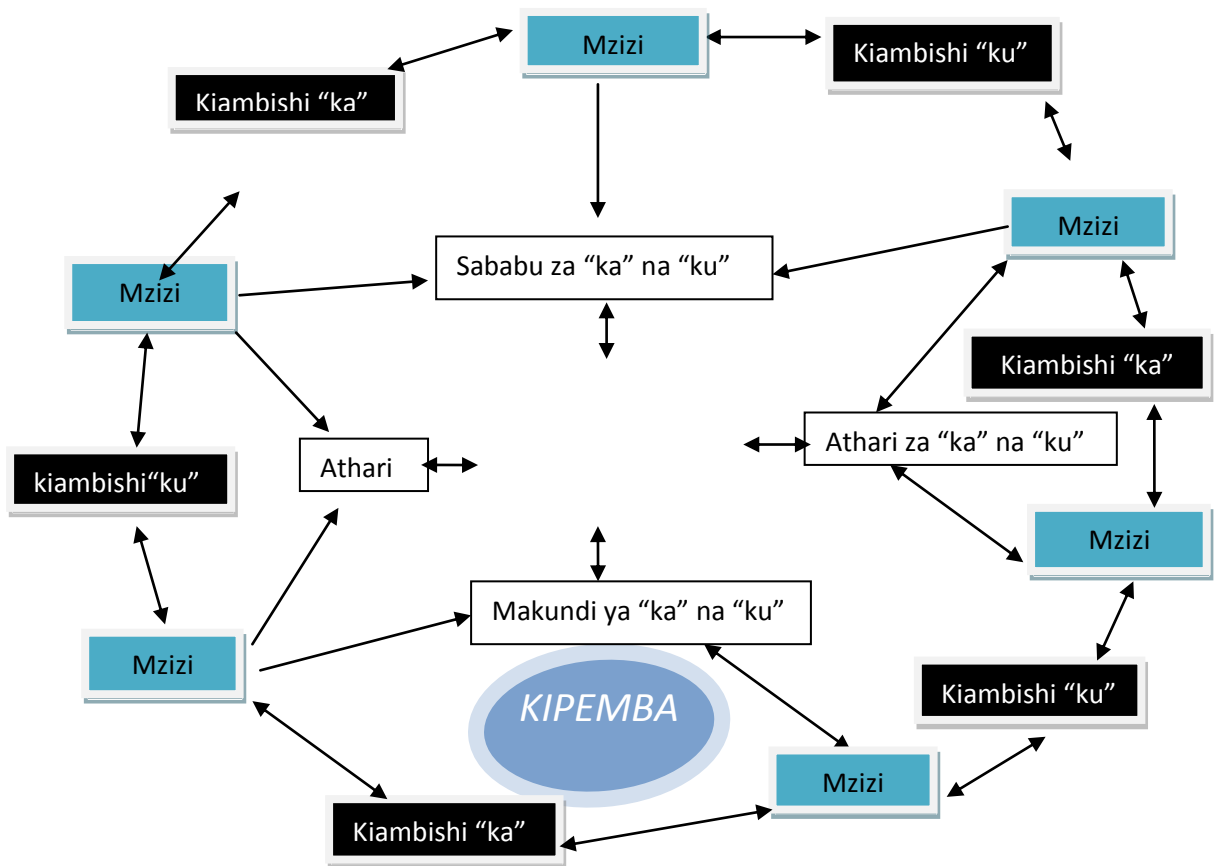 Mzizi
Kiambishi “ku”
Kiambishi “ka”
Mzizi
Sababu za “ka” na “ku”
Mzizi
Kiambishi “ka”
Athari za “ka” na “ku”
Athari
kiambishi“ku”
Mzizi
Makundi ya “ka” na “ku”
Mzizi
Kiambishi “ku”
KIPEMBA
Mzizi
Kiambishi “ka”